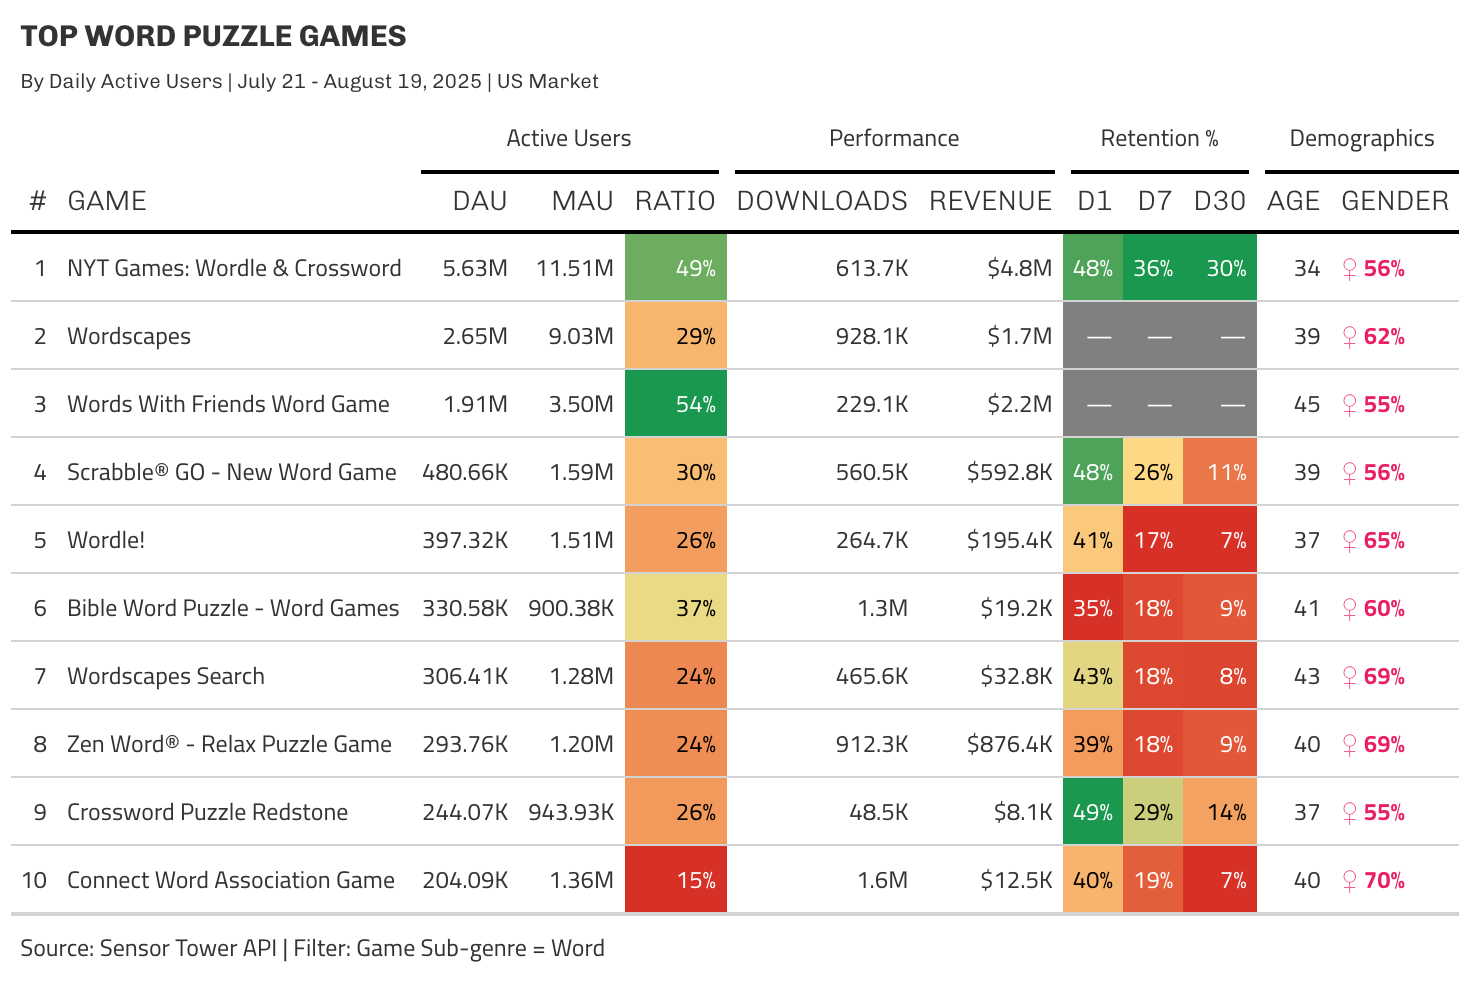 TOP WORD PUZZLE GAMES
By Daily Active Users | July 21 - August 19, 2025 | US Market
Active Users Performance Retention % Demographics
# GAME DAU MAU RATIO DOWNLOADS REVENUE D1 D7 D30 AGE GENDER
1 NYT Games: Wordle & Crossword 5.63M 11.51M 49% 613.7K $4.8M 48% 36% 30% 34 ♀ 56%
2 Wordscapes 2.65M 9.03M 29% 928.1K $1.7M — — — 39 ♀ 62%
3 Words With Friends Word Game 1.91M 3.50M 54% 229.1K $2.2M — — — 45 ♀ 55%
4 Scrabble® GO - New Word Game 480.66K 1.59M 30% 560.5K $592.8K 48% 26% 11% 39 ♀ 56%
5 Wordle! 397.32K 1.51M 26% 264.7K $195.4K 41% 17% 7% 37 ♀ 65%
6 Bible Word Puzzle - Word Games 330.58K 900.38K 37% 1.3M $19.2K 35% 18% 9% 41 ♀ 60%
7 Wordscapes Search 306.41K 1.28M 24% 465.6K $32.8K 43% 18% 8% 43 ♀ 69%
8 Zen Word® - Relax Puzzle Game 293.76K 1.20M 24% 912.3K $876.4K 39% 18% 9% 40 ♀ 69%
9 Crossword Puzzle Redstone 244.07K 943.93K 26% 48.5K $8.1K 49% 29% 14% 37 ♀ 55%
10 Connect Word Association Game 204.09K 1.36M 15% 1.6M $12.5K 40% 19% 7% 40 ♀ 70%
Source: Sensor Tower API | Filter: Game Sub-genre = Word